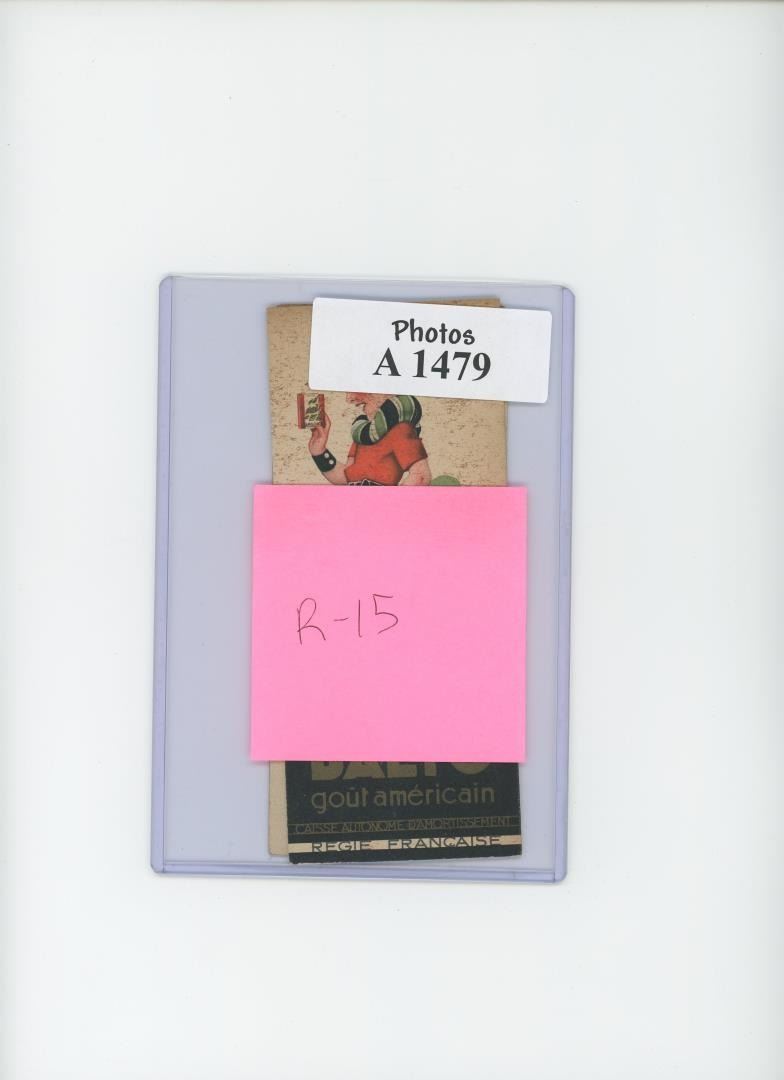 Photos
A 1479
R-15
goût américain
CAISSE AUTONOME D'AMORTISSEMENT
REGIE FRANÇAISE